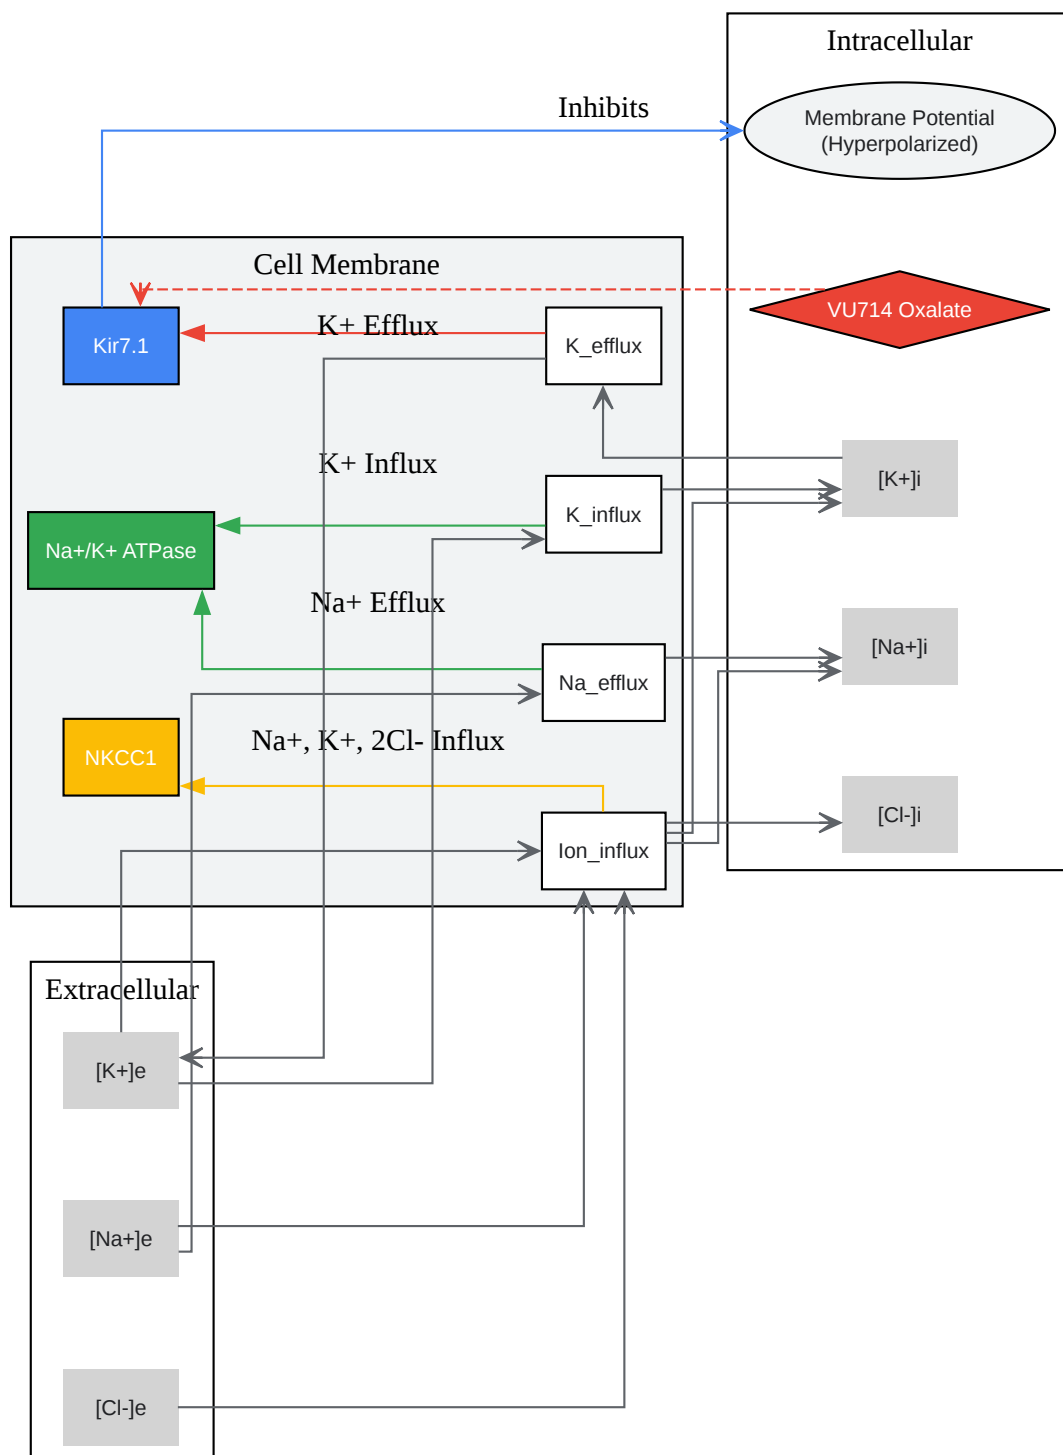 Intracellular
Inhibits
Membrane Potential
(Hyperpolarized)
Cell Membrane
VU714 Oxalate
K+ Efflux
Kir7.1
K_efflux
K+ Influx
[K+]i
K_influx
Na+/K+ ATPase
Na+ Efflux
[Na+]i
Na_efflux
Na+, K+, 2Cl- Influx
NKCC1
[Cl-]i
Ion_influx
Extracellular
[K+]e
[Na+]e
[Cl-]e